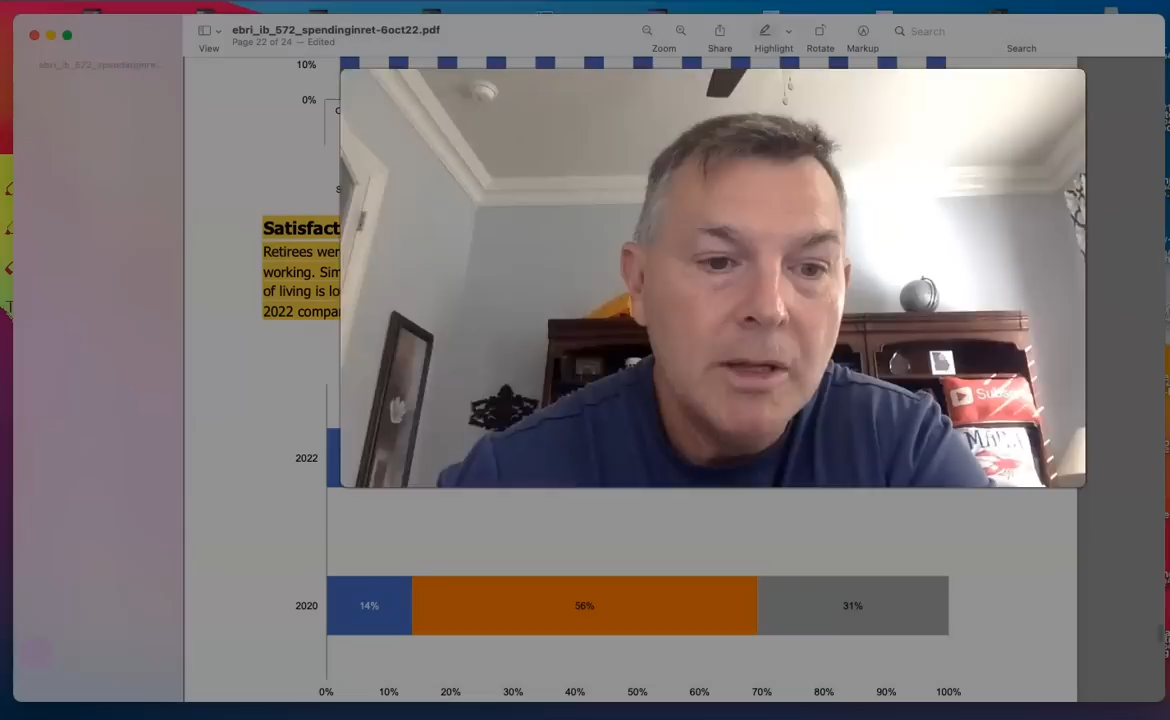 ebri_ib_572_spendinginret-6oct22.pdf
Page 22 of 24 — Edited
View
Zoom
Share
Highlight
Rotate
Markup
Search
Search
10%
0%
Satisfact
Retirees wer
working. Sim
of living is lo
2022 compa
2022
2020
14%
56%
31%
0%
10%
20%
30%
40%
50%
60%
70%
80%
90%
100%